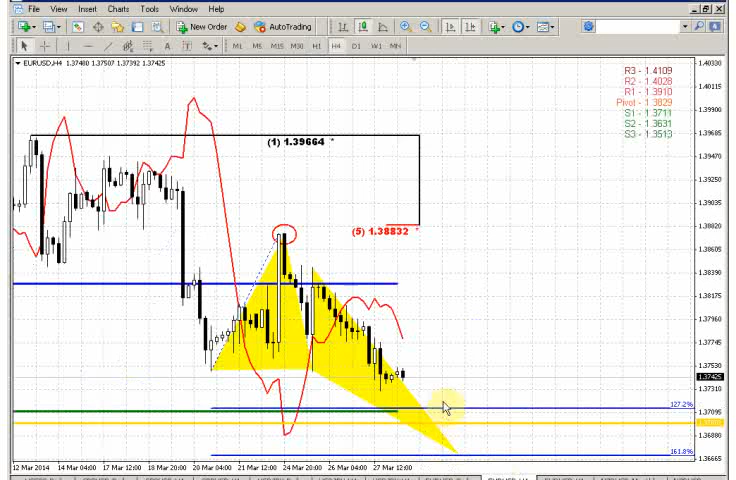 File View Insert Charts Tools Window Help
New Order AutoTrading
A T M1 M5 M15 M30 H1 H4 D1 W1 MN
EURUSD,H4 1.37480 1.37507 1.37392 1.37425
R3 - 1.4109
R2 - 1.4028
R1 - 1.3910
Pivot - 1.3829
S1 - 1.3711
S2 - 1.3631
S3 - 1.3513
(1) 1.39664 *
(5) 1.38832 *
1.40330
1.40115
1.39900
1.39685
1.39470
1.39250
1.39035
1.38820
1.38605
1.38390
1.38175
1.37960
1.37745
1.37530
1.37425
1.37310
127.2%
1.37095
1.36880
161.8%
1.36665
12 Mar 2014 14 Mar 04:00 17 Mar 12:00 18 Mar 20:00 20 Mar 04:00 21 Mar 12:00 24 Mar 20:00 26 Mar 04:00 27 Mar 12:00